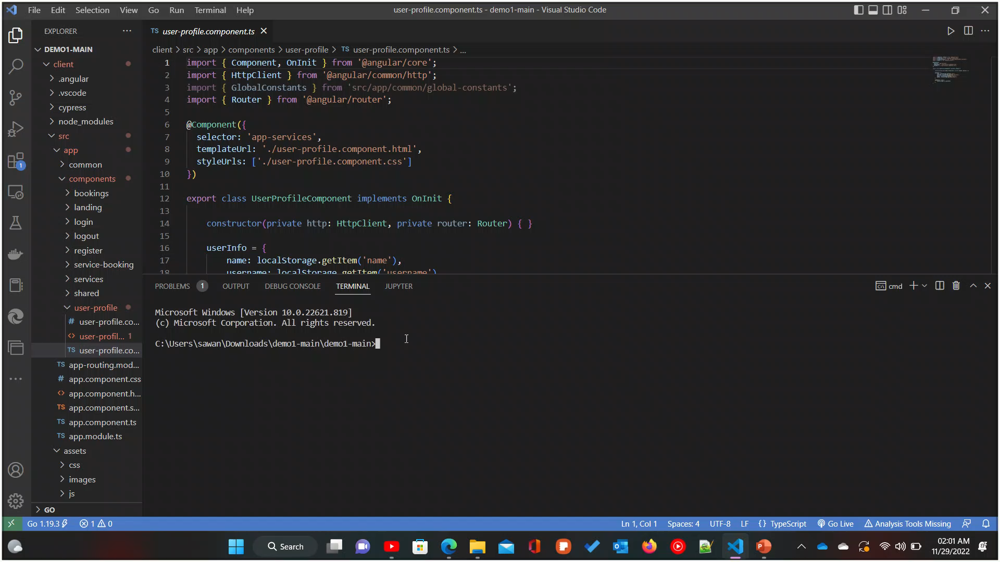 File Edit Selection View Go Run Terminal Help
user-profile.component.ts - demo1-main - Visual Studio Code
EXPLORER
DEMO1-MAIN
client
.angular
.vscode
cypress
node_modules
src
app
common
components
bookings
landing
login
logout
register
service-booking
services
shared
user-profile
user-profile.co...
user-profil... 1
user-profile.co...
app-routing.mod...
app.component.css
app.component.h...
app.component.s...
app.component.ts
app.module.ts
assets
css
images
js
GO
1
TS user-profile.component.ts
client > src > app > components > user-profile > TS user-profile.component.ts > ...
1 import { Component, OnInit } from '@angular/core';
2 import { HttpClient } from '@angular/common/http';
3 import { GlobalConstants } from 'src/app/common/global-constants';
4 import { Router } from '@angular/router';
5
6 @Component({
7 selector: 'app-services',
8 templateUrl: './user-profile.component.html',
9 styleUrls: ['./user-profile.component.css']
10 })
11
12 export class UserProfileComponent implements OnInit {
13
14 constructor(private http: HttpClient, private router: Router) { }
15
16 userInfo = {
17 name: localStorage.getItem('name'),
18 username: localStorage.getItem('username')
PROBLEMS 1 OUTPUT DEBUG CONSOLE TERMINAL JUPYTER
cmd
Microsoft Windows [Version 10.0.22621.819]
(c) Microsoft Corporation. All rights reserved.
C:\Users\sawan\Downloads\demo1-main\demo1-main>
Go 1.19.3 1 0
Ln 1, Col 1 Spaces: 4 UTF-8 LF {} TypeScript Go Live Analysis Tools Missing
Search
02:01 AM
11/29/2022